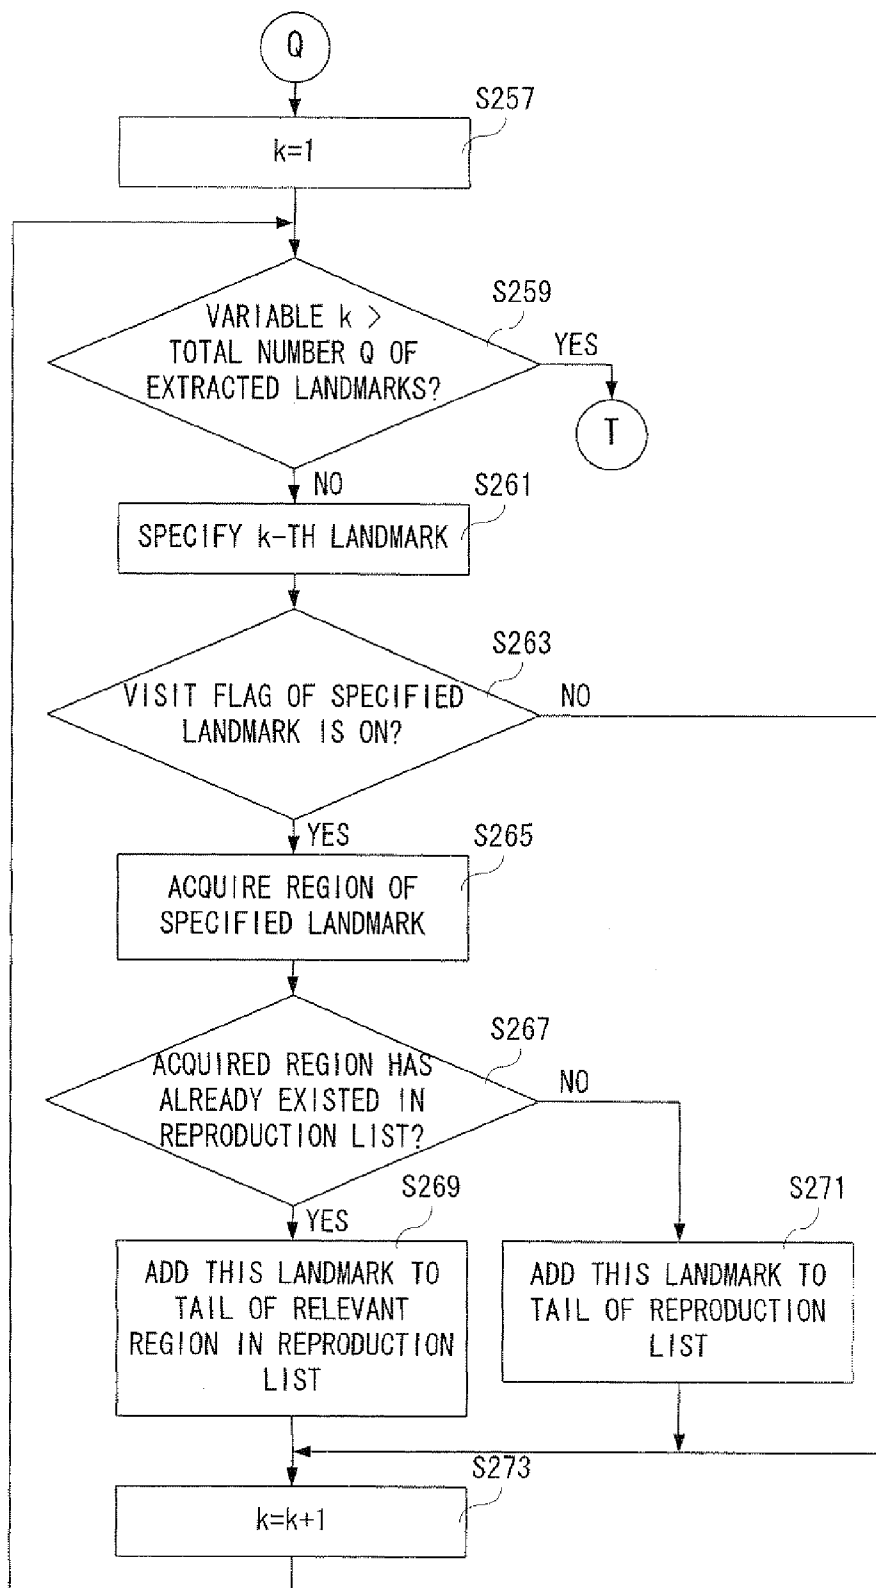 Q
S257
k=1
S259
VARIABLE k >
TOTAL NUMBER Q OF
EXTRACTED LANDMARKS?
YES
T
NO
S261
SPECIFY k-TH LANDMARK
S263
VISIT FLAG OF SPECIFIED
LANDMARK IS ON?
NO
YES
S265
ACQUIRE REGION OF
SPECIFIED LANDMARK
S267
ACQUIRED REGION HAS
ALREADY EXISTED IN
REPRODUCTION LIST?
NO
YES
S269
ADD THIS LANDMARK TO
TAIL OF RELEVANT
REGION IN REPRODUCTION
LIST
S271
ADD THIS LANDMARK TO
TAIL OF REPRODUCTION
LIST
S273
k=k+1